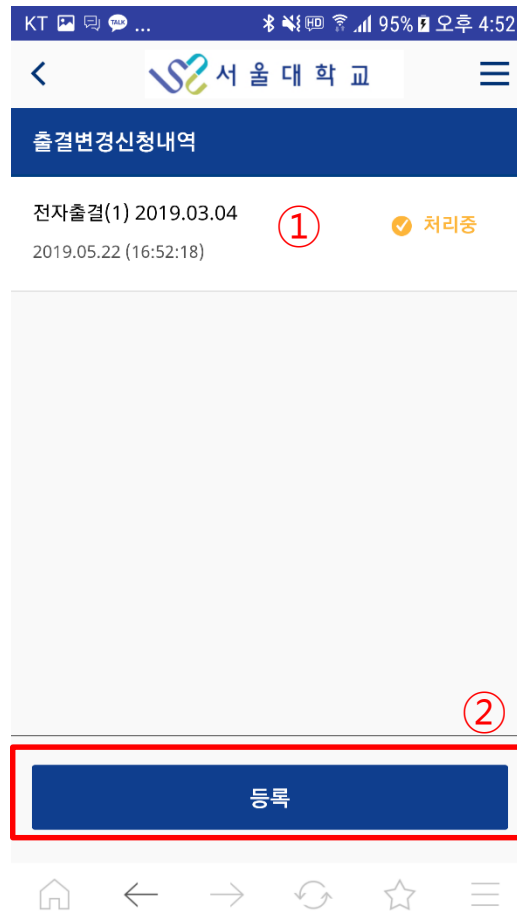 KT TALK ... HD 95% 오후 4:52
서울대학교
출결변경신청내역
전자출결(1) 2019.03.04
① 처리중
2019.05.22 (16:52:18)
②
등록